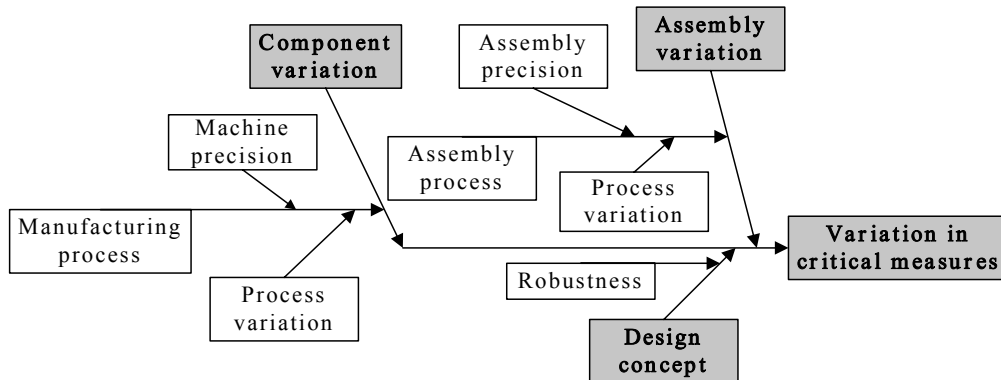 Component
variation
Assembly
precision
Assembly
variation
Machine
precision
Assembly
process
Process
variation
Manufacturing
process
Process
variation
Robustness
Variation in
critical measures
Design
concept